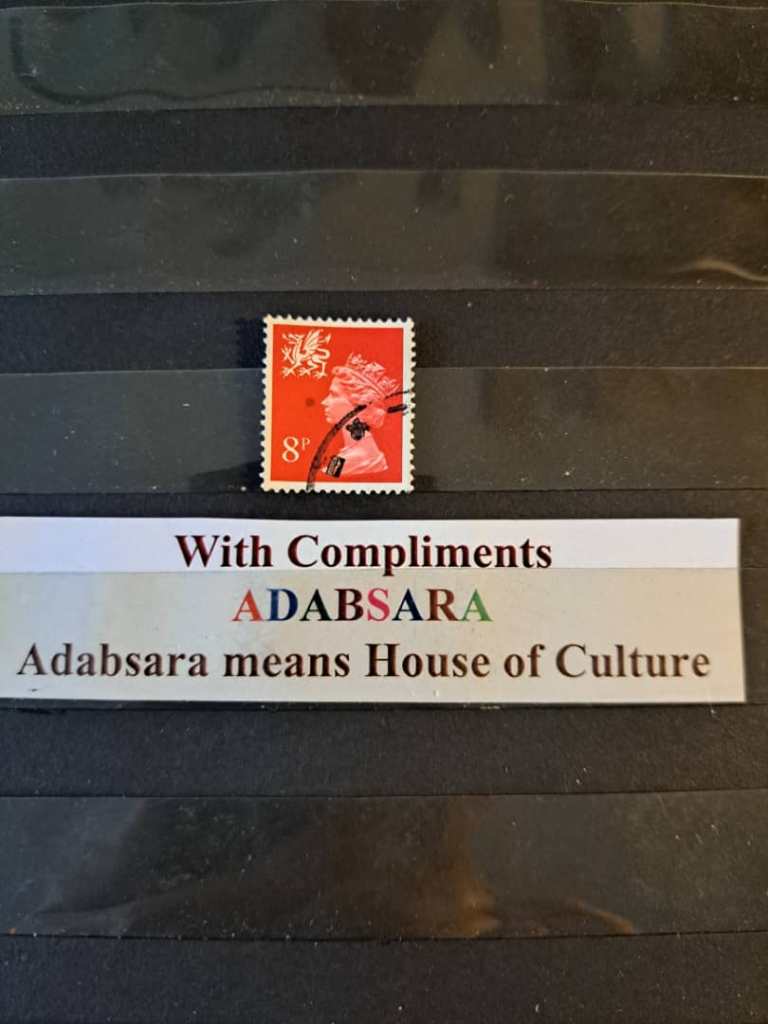 8P
With Compliments
ADABSARA
Adabsara means House of Culture